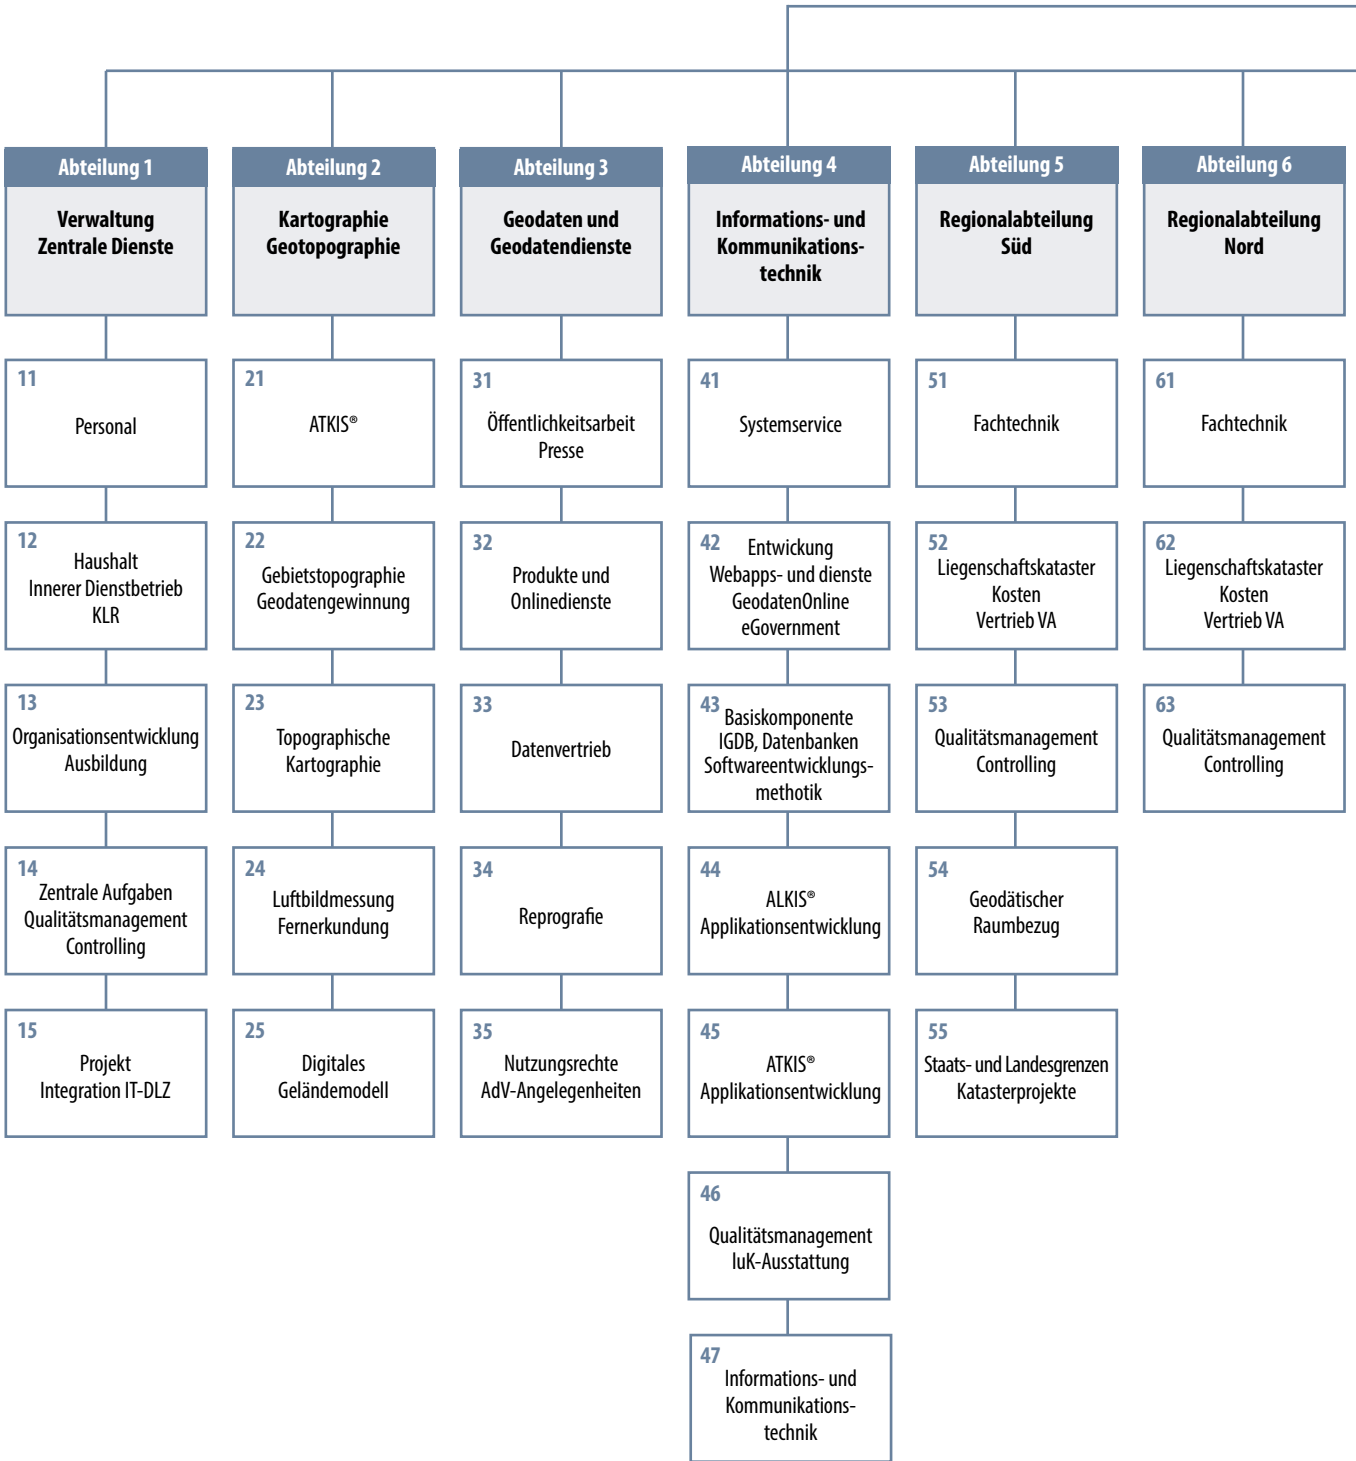 Abteilung 1
Verwaltung
Zentrale Dienste
11
Personal
12
Haushalt
Innerer Dienstbetrieb
KLR
13
Organisationsentwicklung
Ausbildung
14
Zentrale Aufgaben
Qualitätsmanagement
Controlling
15
Projekt
Integration IT-DLZ
Abteilung 2
Kartographie
Geotopographie
21
ATKIS®
22
Gebietstopographie
Geodatengewinnung
23
Topographische
Kartographie
24
Luftbildmessung
Fernerkundung
25
Digitales
Geländemodell
Abteilung 3
Geodaten und
Geodatendienste
31
Öffentlichkeitsarbeit
Presse
32
Produkte und
Onlinedienste
33
Datenvertrieb
34
Reprografie
35
Nutzungsrechte
AdV-Angelegenheiten
Abteilung 4
Informations- und
Kommunikations-
technik
41
Systemservice
42
Entwickung
Webapps- und dienste
GeodatenOnline
eGovernment
43
Basiskomponente
IGDB, Datenbanken
Softwareentwicklungs-
methotik
44
ALKIS®
Applikationsentwicklung
45
ATKIS®
Applikationsentwicklung
46
Qualitätsmanagement
IuK-Ausstattung
47
Informations- und
Kommunikations-
technik
Abteilung 5
Regionalabteilung
Süd
51
Fachtechnik
52
Liegenschaftskataster
Kosten
Vertrieb VA
53
Qualitätsmanagement
Controlling
54
Geodätischer
Raumbezug
55
Staats- und Landesgrenzen
Katasterprojekte
Abteilung 6
Regionalabteilung
Nord
61
Fachtechnik
62
Liegenschaftskataster
Kosten
Vertrieb VA
63
Qualitätsmanagement
Controlling